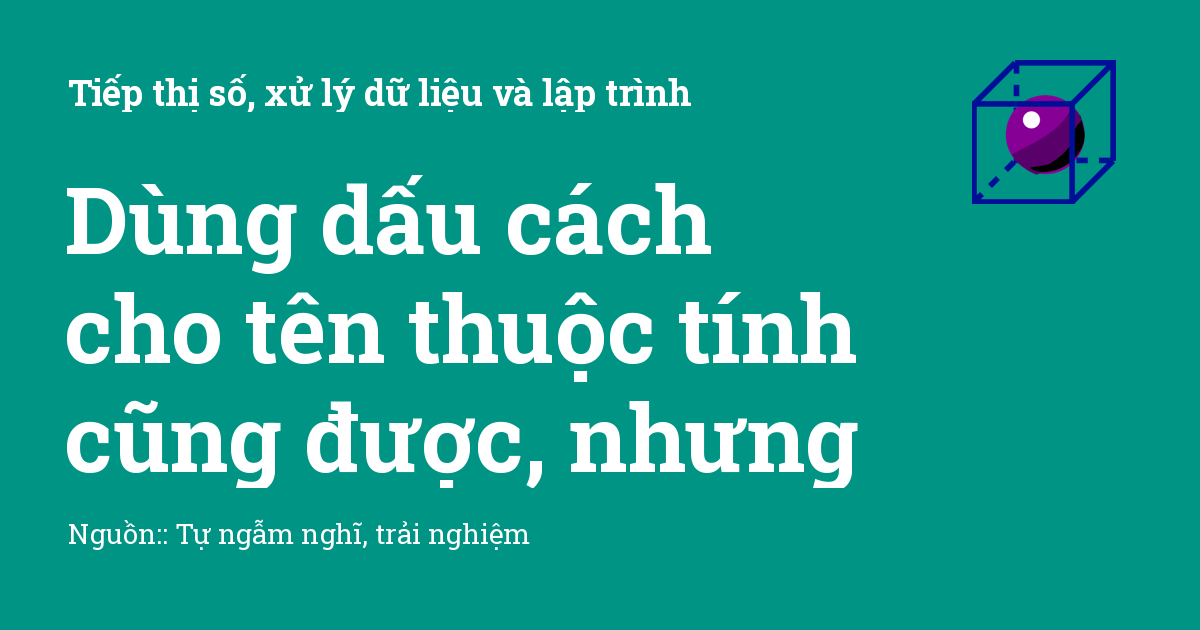 Tiếp thị số, xử lý dữ liệu và lập trình
Dùng dấu cách
cho tên thuộc tính
cũng được, nhưng
Nguồn:: Tự ngẫm nghĩ, trải nghiệm